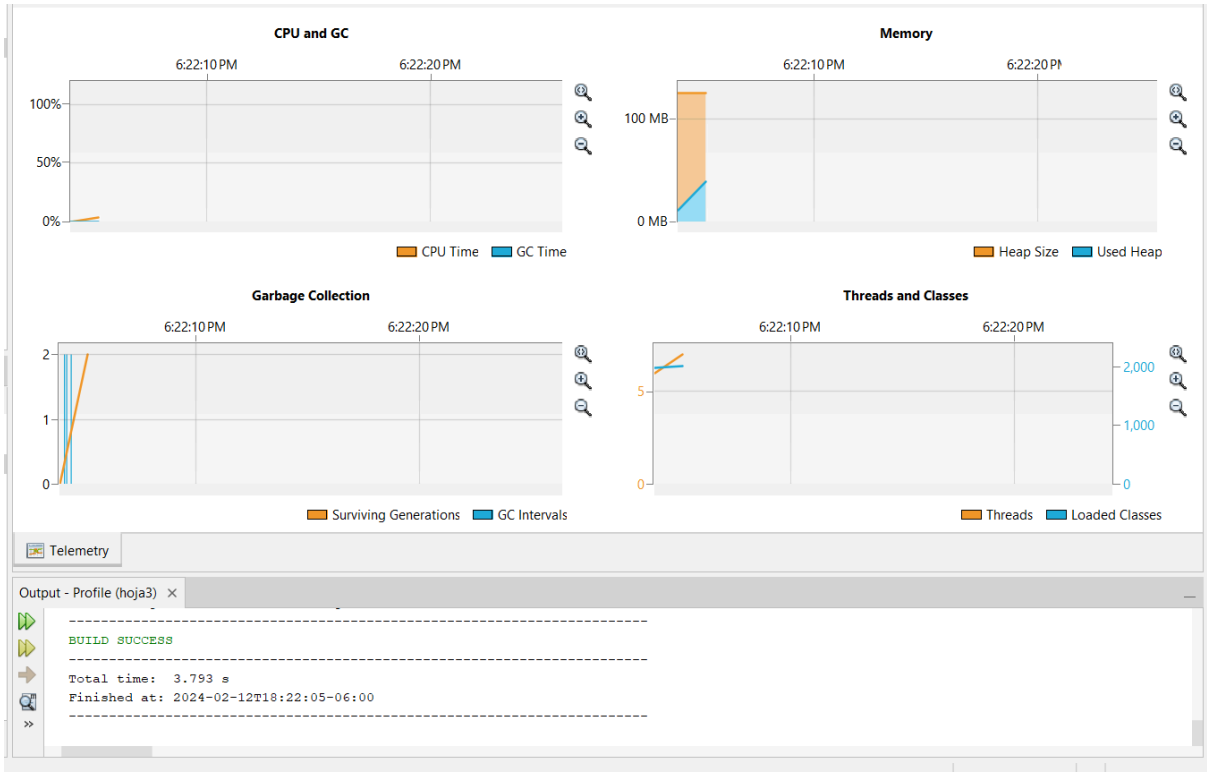 CPU and GC
6:22:10 PM 6:22:20 PM
100%
50%
0%
CPU Time GC Time
Memory
6:22:10 PM 6:22:20 P
100 MB
0 MB
Heap Size Used Heap
Garbage Collection
6:22:10 PM 6:22:20 PM
2
1
0
Surviving Generations GC Intervals
Threads and Classes
6:22:10 PM 6:22:20 PM
5 2,000
1,000
0 0
Threads Loaded Classes
Telemetry
Output - Profile (hoja3) ×
------------------------------------------------------------------------
BUILD SUCCESS
------------------------------------------------------------------------
Total time: 3.793 s
Finished at: 2024-02-12T18:22:05-06:00
------------------------------------------------------------------------
»